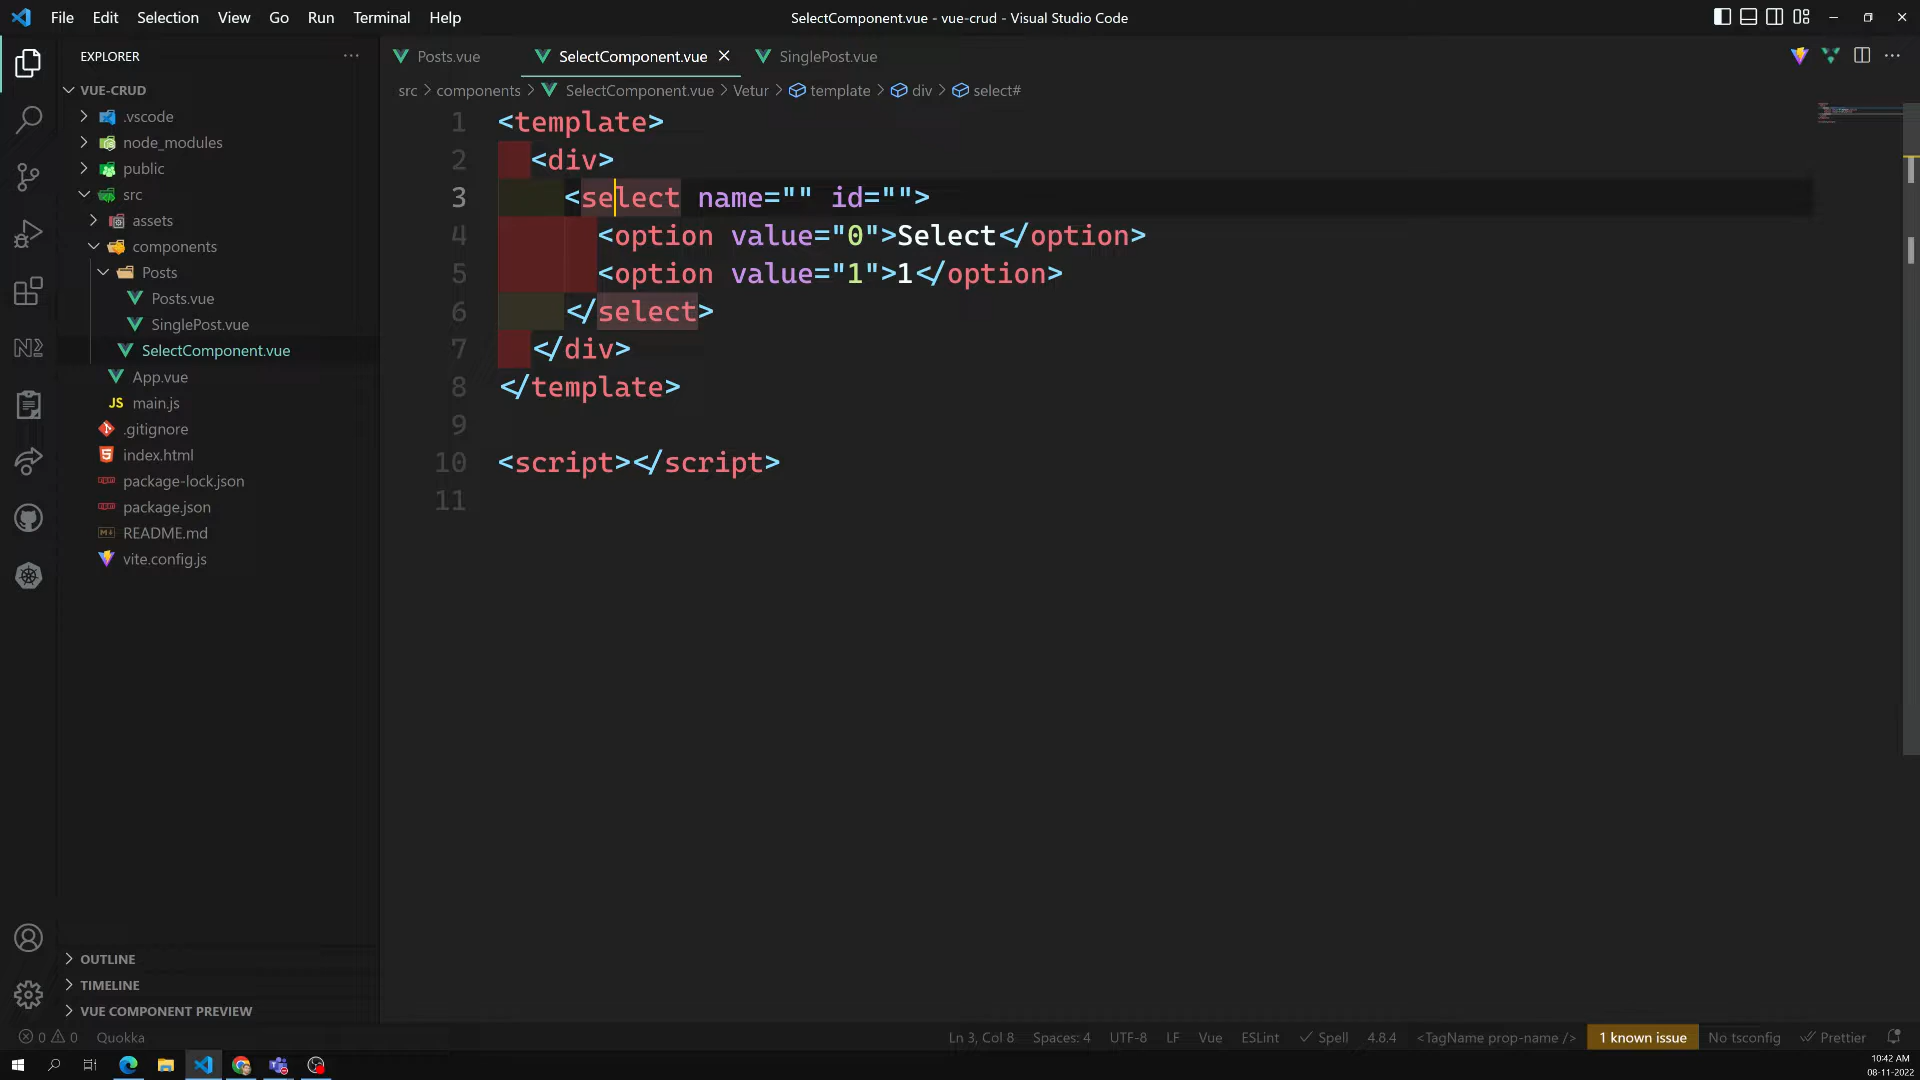 File Edit Selection View Go Run Terminal Help
SelectComponent.vue - vue-crud - Visual Studio Code
EXPLORER
VUE-CRUD
.vscode
node_modules
public
src
assets
components
Posts
Posts.vue
SinglePost.vue
SelectComponent.vue
App.vue
JS main.js
.gitignore
index.html
package-lock.json
package.json
README.md
vite.config.js
OUTLINE
TIMELINE
VUE COMPONENT PREVIEW
Posts.vue SelectComponent.vue SinglePost.vue
src > components > SelectComponent.vue > Vetur > template > div > select#
1 <template>
2 <div>
3 <select name="" id="">
4 <option value="0">Select</option>
5 <option value="1">1</option>
6 </select>
7 </div>
8 </template>
9
10 <script></script>
11
0 0 Quokka Ln 3, Col 8 Spaces: 4 UTF-8 LF Vue ESLint Spell 4.8.4 <TagName prop-name /> 1 known issue No tsconfig Prettier
10:42 AM
08-11-2022